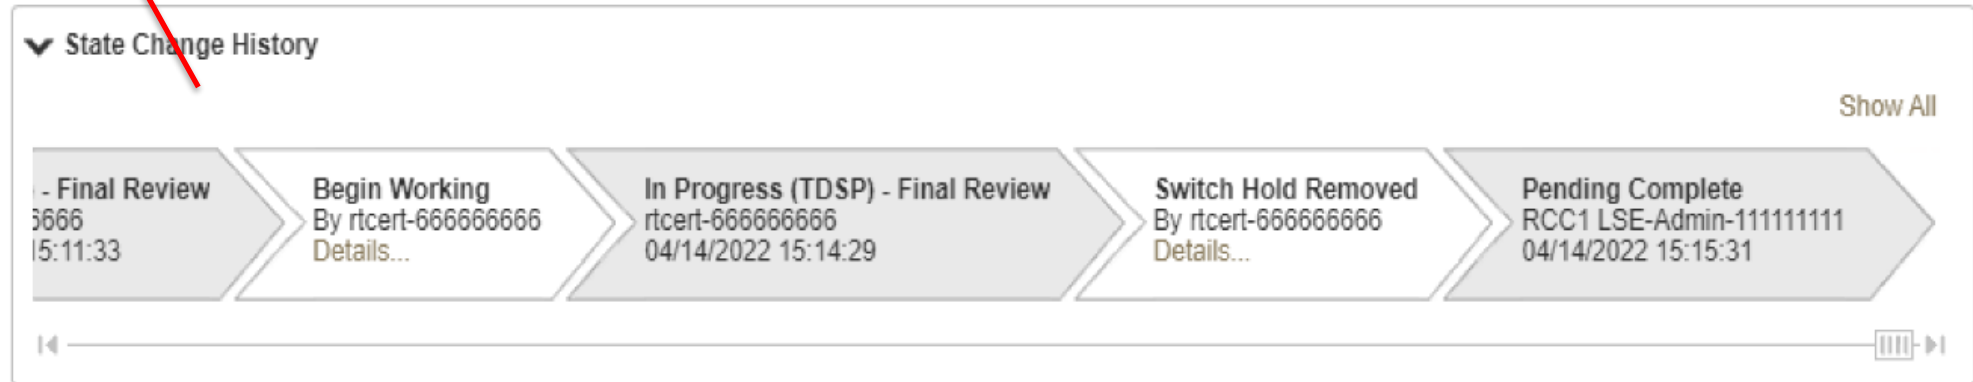 State Change History
Show All
- Final Review
6666
15:11:33
Begin Working
By rtcert-666666666
Details...
In Progress (TDSP) - Final Review
rtcert-666666666
04/14/2022 15:14:29
Switch Hold Removed
By rtcert-666666666
Details...
Pending Complete
RCC1 LSE-Admin-111111111
04/14/2022 15:15:31